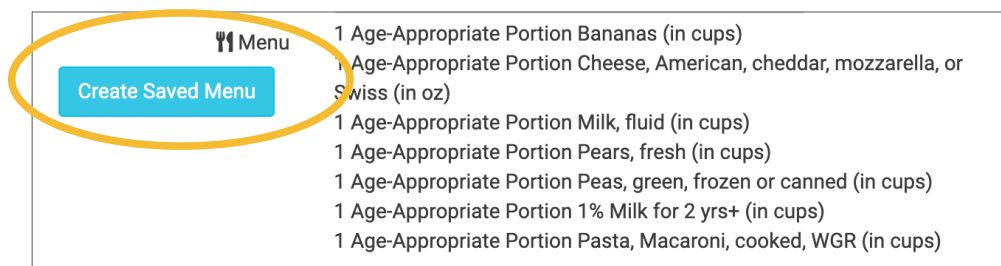 Menu
Create Saved Menu
1 Age-Appropriate Portion Bananas (in cups)
1 Age-Appropriate Portion Cheese, American, cheddar, mozzarella, or
Swiss (in oz)
1 Age-Appropriate Portion Milk, fluid (in cups)
1 Age-Appropriate Portion Pears, fresh (in cups)
1 Age-Appropriate Portion Peas, green, frozen or canned (in cups)
1 Age-Appropriate Portion 1% Milk for 2 yrs+ (in cups)
1 Age-Appropriate Portion Pasta, Macaroni, cooked, WGR (in cups)